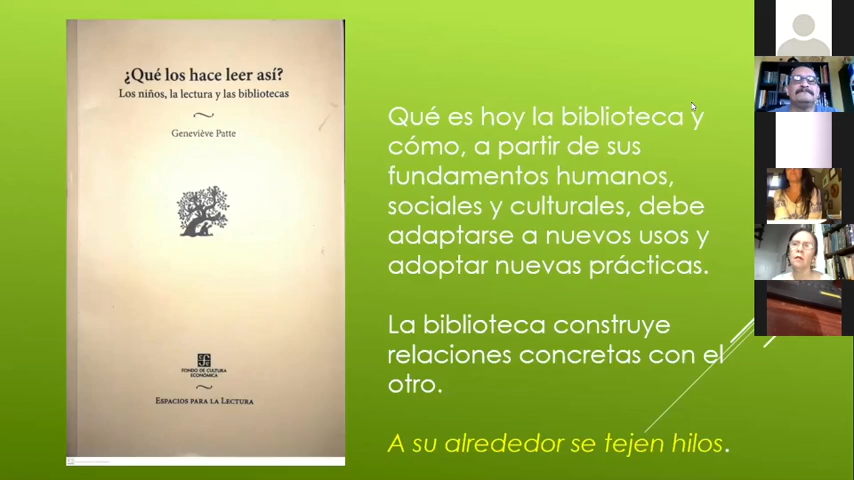 ¿Qué los hace leer así?
Los niños, la lectura y las bibliotecas
Geneviève Patte
FONDO DE CULTURA
ECONÓMICA
ESPACIOS PARA LA LECTURA
Qué es hoy la biblioteca y
cómo, a partir de sus
fundamentos humanos,
sociales y culturales, debe
adaptarse a nuevos usos y
adoptar nuevas prácticas.
La biblioteca construye
relaciones concretas con el
otro.
A su alrededor se tejen hilos.